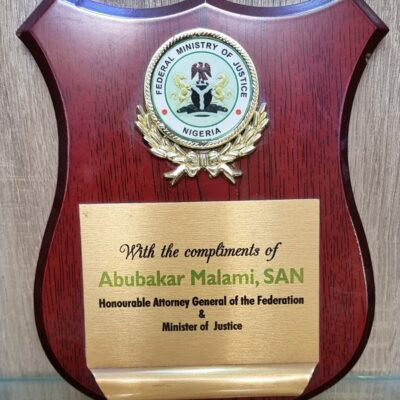 FEDERAL MINISTRY OF JUSTICE
NIGERIA
With the compliments of
Abubakar Malami, SAN
Honourable Attorney General of the Federation
&
Minister of Justice